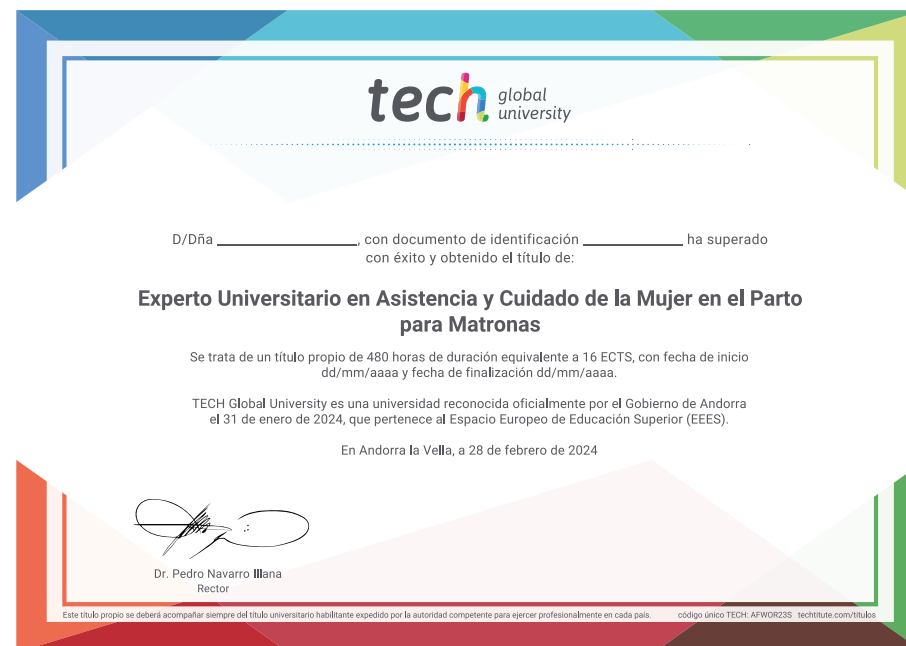 tech global
university
D/Dña ____________________, con documento de identificación ______________ ha superado
con éxito y obtenido el título de:
Experto Universitario en Asistencia y Cuidado de la Mujer en el Parto
para Matronas
Se trata de un título propio de 480 horas de duración equivalente a 16 ECTS, con fecha de inicio
dd/mm/aaaa y fecha de finalización dd/mm/aaaa.
TECH Global University es una universidad reconocida oficialmente por el Gobierno de Andorra
el 31 de enero de 2024, que pertenece al Espacio Europeo de Educación Superior (EEES).
En Andorra la Vella, a 28 de febrero de 2024
Dr. Pedro Navarro Illana
Rector
Este título propio se deberá acompañar siempre del título universitario habilitante expedido por la autoridad competente para ejercer profesionalmente en cada país. código único TECH: AFWOR23S techtitute.com/titulos